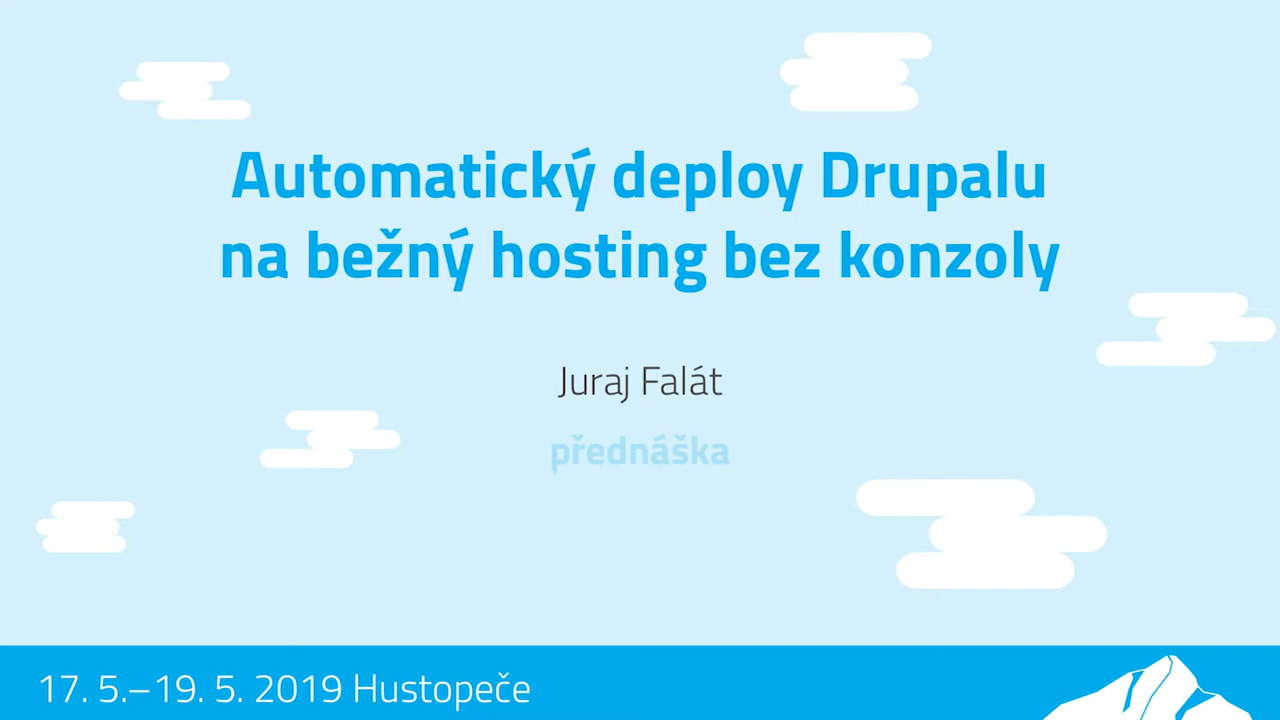 Automatický deploy Drupalu
na bežný hosting bez konzoly
Juraj Falát
přednáška
17. 5.–19. 5. 2019 Hustopeče